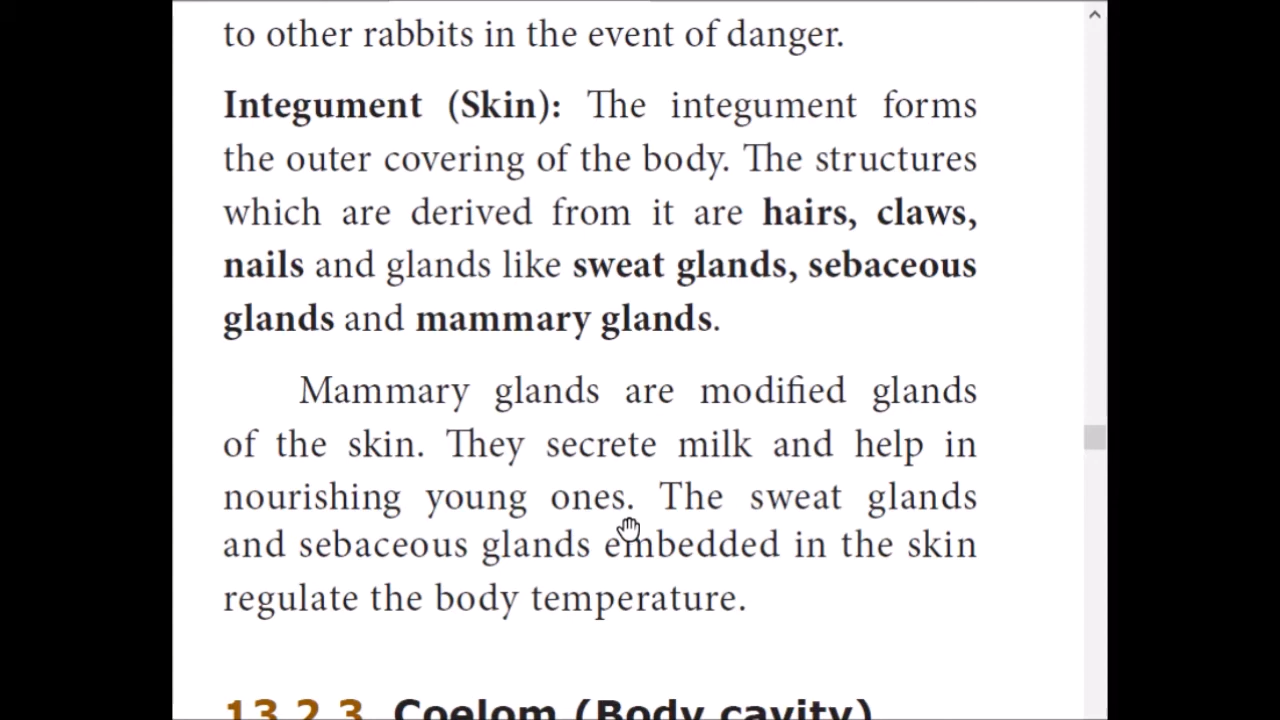 to other rabbits in the event of danger.
Integument (Skin): The integument forms
the outer covering of the body. The structures
which are derived from it are hairs, claws,
nails and glands like sweat glands, sebaceous
glands and mammary glands.
Mammary glands are modified glands
of the skin. They secrete milk and help in
nourishing young ones. The sweat glands
and sebaceous glands embedded in the skin
regulate the body temperature.
13.2.3 Coelom (Body cavity)